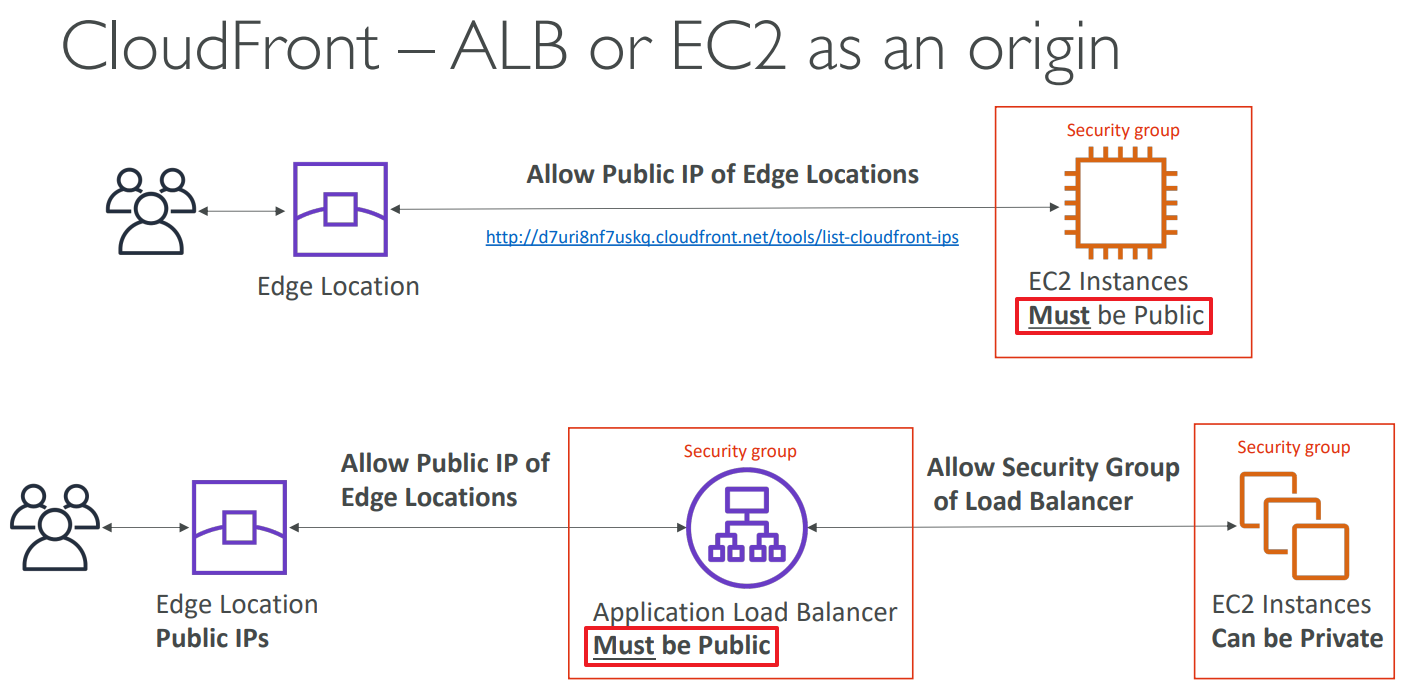 CloudFront – ALB or EC2 as an origin
Security group
Allow Public IP of Edge Locations
http://d7uri8nf7uskq.cloudfront.net/tools/list-cloudfront-ips
Edge Location
EC2 Instances
Must be Public
Allow Public IP of
Edge Locations
Security group
Allow Security Group
of Load Balancer
Security group
Edge Location
Public IPs
Application Load Balancer
Must be Public
EC2 Instances
Can be Private